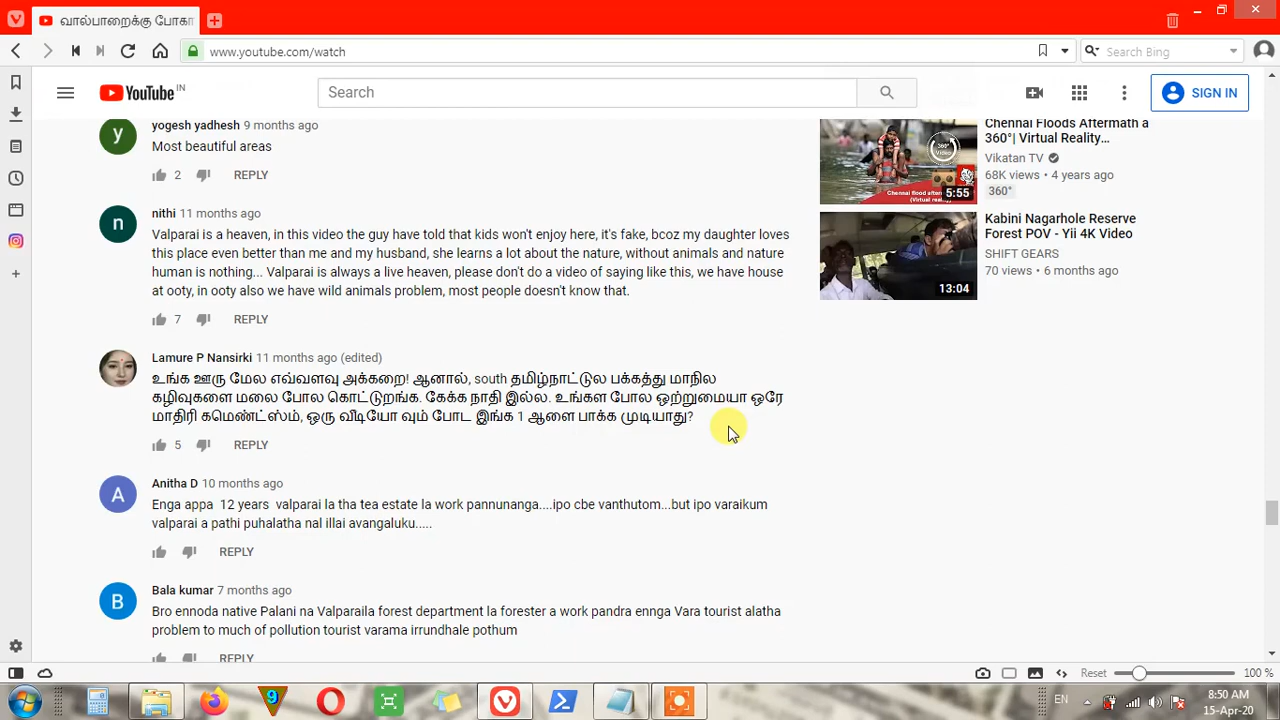 வால்பாறைக்கு போகா
www.youtube.com/watch
Search Bing
YouTube IN
Search
SIGN IN
yogesh yadhesh 9 months ago
Most beautiful areas
2 REPLY
nithi 11 months ago
Valparai is a heaven, in this video the guy have told that kids won't enjoy here, it's fake, bcoz my daughter loves
this place even better than me and my husband, she learns a lot about the nature, without animals and nature
human is nothing... Valparai is always a live heaven, please don't do a video of saying like this, we have house
at ooty, in ooty also we have wild animals problem, most people doesn't know that.
7 REPLY
Lamure P Nansirki 11 months ago (edited)
உங்க ஊரு மேல எவ்வளவு அக்கறை! ஆனால், south தமிழ்நாட்டுல பக்கத்து மாநில
கழிவுகளை மலை போல கொட்டுறங்க. கேக்க நாதி இல்ல. உங்கள போல ஒற்றுமையா ஒரே
மாதிரி கமெண்ட்ஸ்ம், ஒரு வீடியோ வும் போட இங்க 1 ஆளை பாக்க முடியாது?
5 REPLY
Anitha D 10 months ago
Enga appa 12 years valparai la tha tea estate la work pannunanga....ipo cbe vanthutom...but ipo varaikum
valparai a pathi puhalatha nal illai avangaluku.....
REPLY
Bala kumar 7 months ago
Bro ennoda native Palani na Valparaila forest department la forester a work pandra ennga Vara tourist alatha
problem to much of pollution tourist varama irrundhale pothum
REPLY
Chennai Floods Aftermath a
360°| Virtual Reality...
Vikatan TV
68K views • 4 years ago
360°
360°
Video
Chennai flood afterma
(Virtual reality)
5:55
Kabini Nagarhole Reserve
Forest POV - Yii 4K Video
SHIFT GEARS
70 views • 6 months ago
13:04
Reset 100 %
9
EN
8:50 AM
15-Apr-20